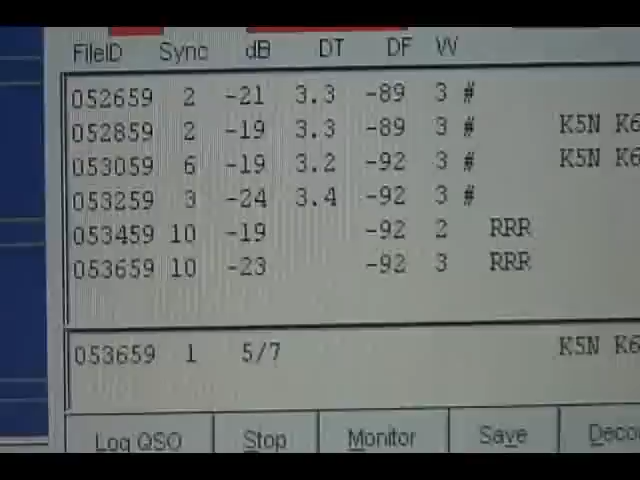 FileID Sync dB DT DF W
052659 2 -21 3.3 -89 3 #
052859 2 -19 3.3 -89 3 # K5N K6
053059 6 -19 3.2 -92 3 # K5N K6
053259 3 -24 3.4 -92 3 #
053459 10 -19 -92 2 RRR
053659 10 -23 -92 3 RRR
053659 1 5/7 K5N K6
Log QSO Stop Monitor Save Deco